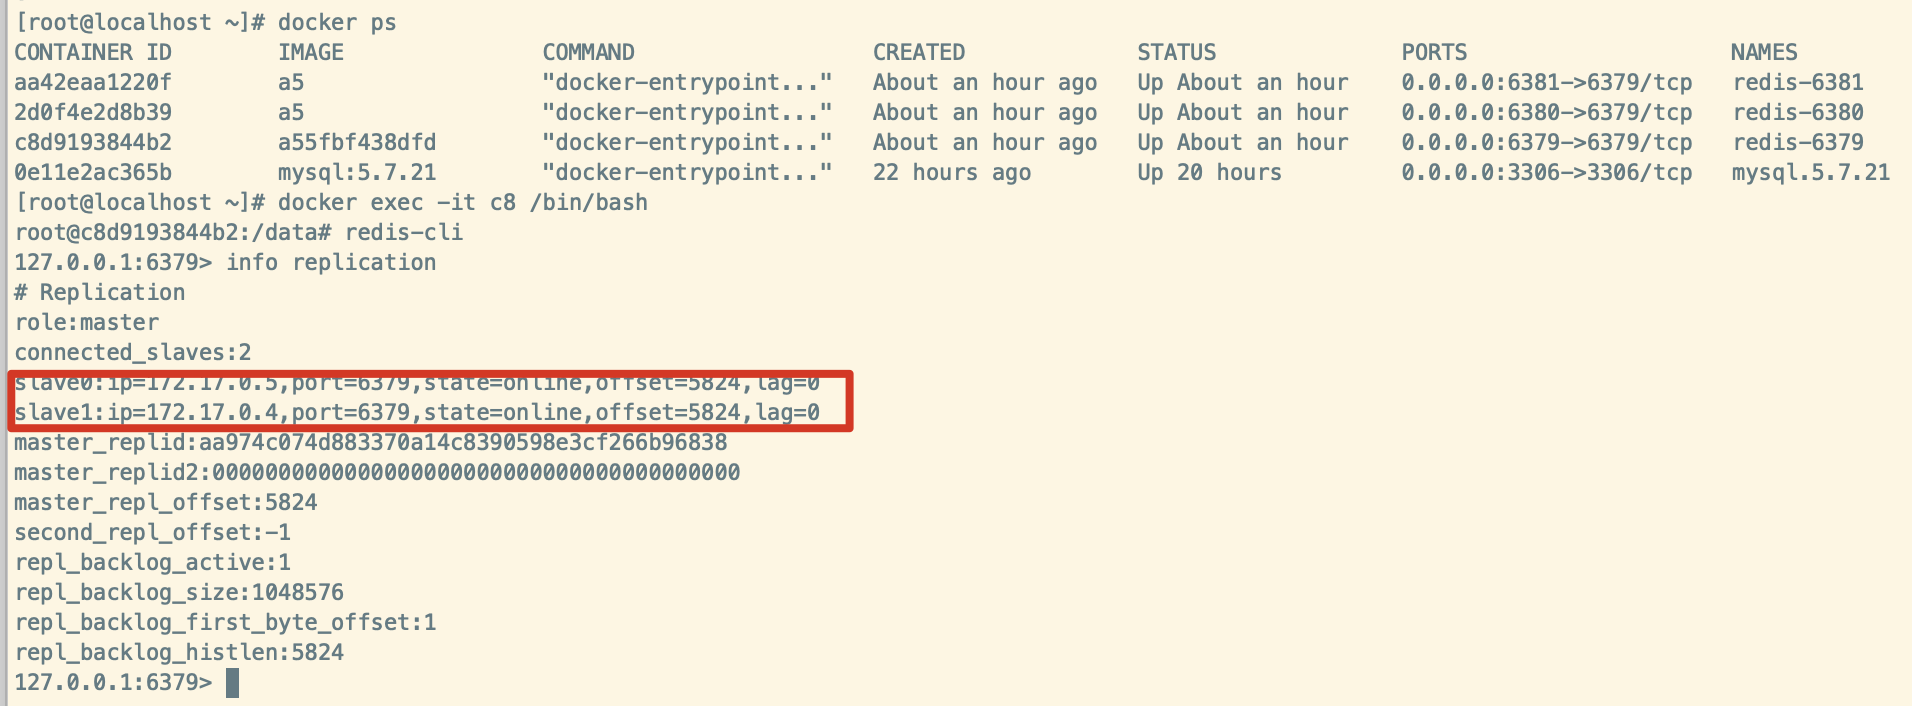 [root@localhost ~]# docker ps
CONTAINER ID        IMAGE               COMMAND                  CREATED             STATUS              PORTS                    NAMES
aa42eaa1220f        a5                  "docker-entrypoint..."   About an hour ago   Up About an hour    0.0.0.0:6381->6379/tcp   redis-6381
2d0f4e2d8b39        a5                  "docker-entrypoint..."   About an hour ago   Up About an hour    0.0.0.0:6380->6379/tcp   redis-6380
c8d9193844b2        a55fbf438dfd        "docker-entrypoint..."   About an hour ago   Up About an hour    0.0.0.0:6379->6379/tcp   redis-6379
0e11e2ac365b        mysql:5.7.21        "docker-entrypoint..."   22 hours ago        Up 20 hours         0.0.0.0:3306->3306/tcp   mysql.5.7.21
[root@localhost ~]# docker exec -it c8 /bin/bash
root@c8d9193844b2:/data# redis-cli
127.0.0.1:6379> info replication
# Replication
role:master
connected_slaves:2
slave0:ip=172.17.0.5,port=6379,state=online,offset=5824,lag=0
slave1:ip=172.17.0.4,port=6379,state=online,offset=5824,lag=0
master_replid:aa974c074d883370a14c8390598e3cf266b96838
master_replid2:0000000000000000000000000000000000000000
master_repl_offset:5824
second_repl_offset:-1
repl_backlog_active:1
repl_backlog_size:1048576
repl_backlog_first_byte_offset:1
repl_backlog_histlen:5824
127.0.0.1:6379>